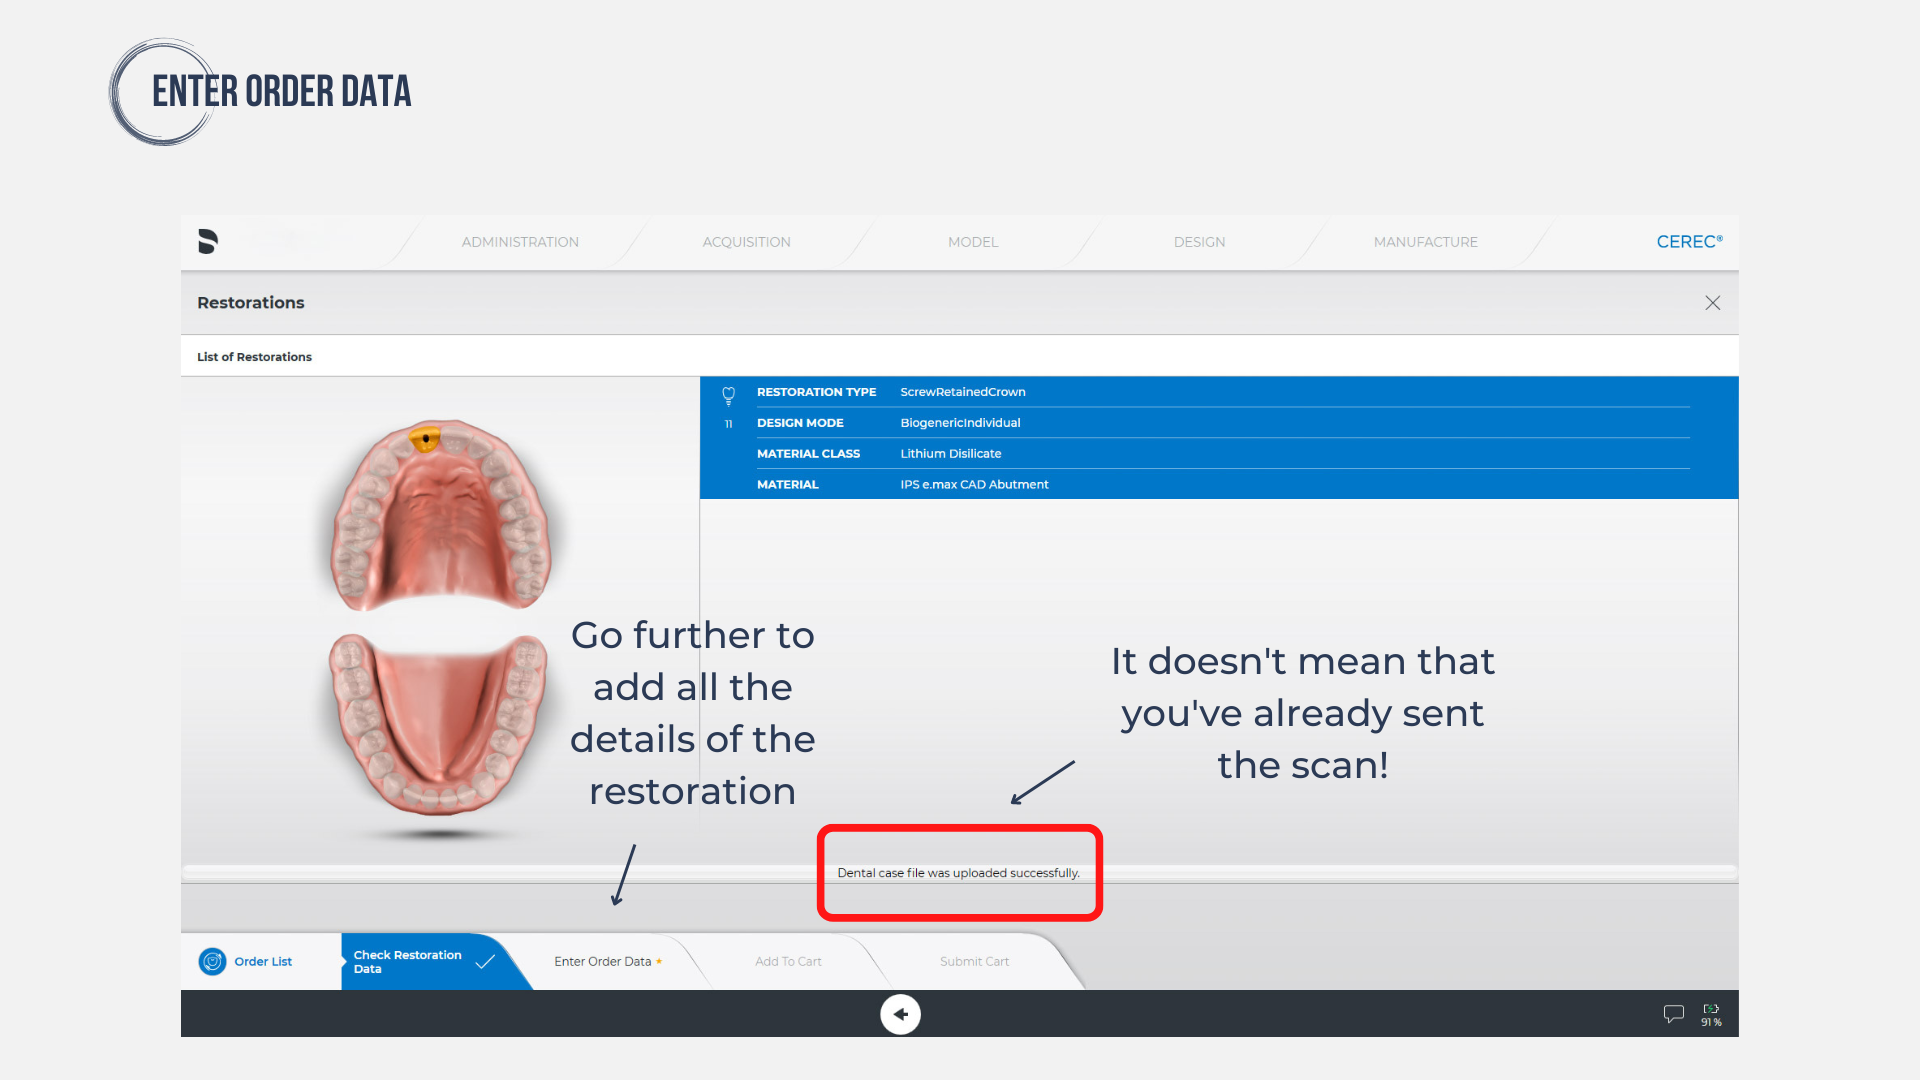 ENTER ORDER DATA
ADMINISTRATION
ACQUISITION
MODEL
DESIGN
MANUFACTURE
CEREC®
Restorations
List of Restorations
RESTORATION TYPE ScrewRetainedCrown
11 DESIGN MODE BiogenericIndividual
MATERIAL CLASS Lithium Disilicate
MATERIAL IPS e.max CAD Abutment
Go further to
add all the
details of the
restoration
It doesn't mean that
you've already sent
the scan!
Dental case file was uploaded successfully.
Order List
Check Restoration
Data
Enter Order Data
Add To Cart
Submit Cart
91 %